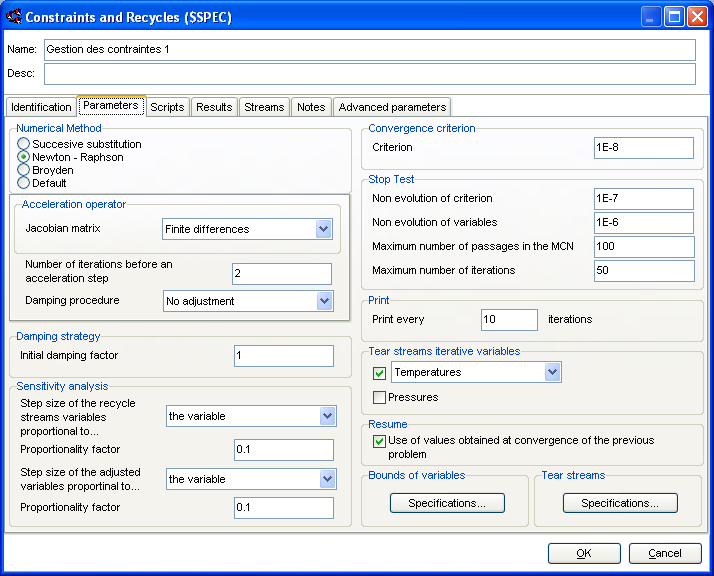 Constraints and Recycles ($SPEC)
Name: Gestion des contraintes 1
Desc:
Identification Parameters Scripts Results Streams Notes Advanced parameters
Numerical Method
Succesive substitution
Newton - Raphson
Broyden
Default
Acceleration operator
Jacobian matrix Finite differences
Number of iterations before an
acceleration step 2
Damping procedure No adjustment
Damping strategy
Initial damping factor 1
Sensitivity analysis
Step size of the recycle
streams variables
proportional to... the variable
Proportionality factor 0.1
Step size of the adjusted
variables proportinal to... the variable
Proportionality factor 0.1
Convergence criterion
Criterion 1E-8
Stop Test
Non evolution of criterion 1E-7
Non evolution of variables 1E-6
Maximum number of passages in the MCN 100
Maximum number of iterations 50
Print
Print every 10 iterations
Tear streams iterative variables
Temperatures
Pressures
Resume
Use of values obtained at convergence of the previous
problem
Bounds of variables
Specifications...
Tear streams
Specifications...
OK Cancel